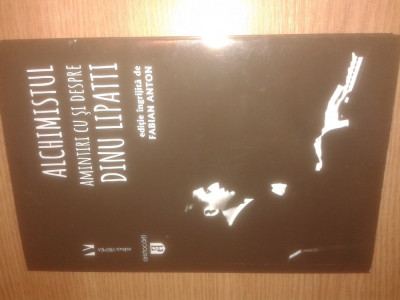 ALCHIMISTUL
AMINTIRI CU ȘI DESPRE
DINU LIPATTI
ediție îngrijită de
FABIAN ANTON